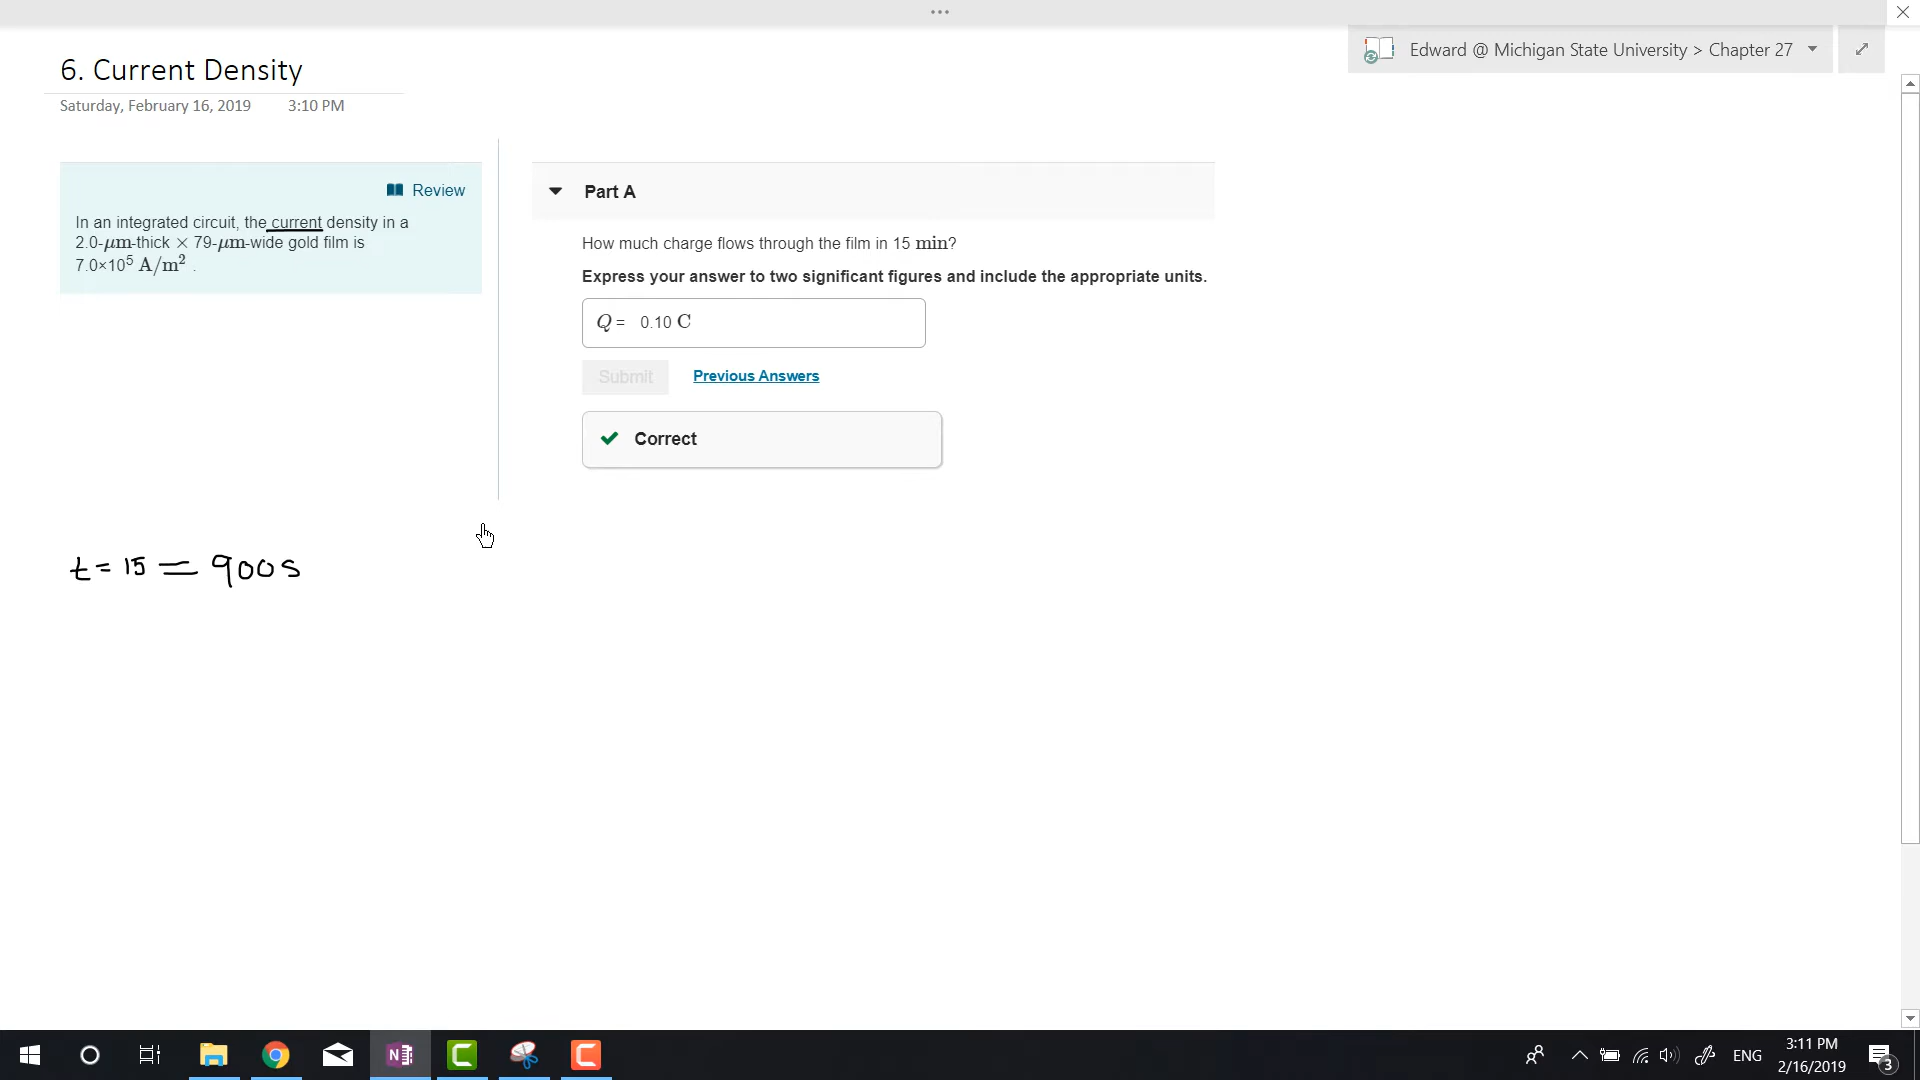 Edward @ Michigan State University > Chapter 27
6. Current Density
Saturday, February 16, 2019 3:10 PM
Review
In an integrated circuit, the current density in a
2.0-μm-thick × 79-μm-wide gold film is
7.0×10⁵ A/m² .
Part A
How much charge flows through the film in 15 min?
Express your answer to two significant figures and include the appropriate units.
Q = 0.10 C
Submit Previous Answers
Correct
t = 15 = 900s
N
ENG
3:11 PM
2/16/2019
3